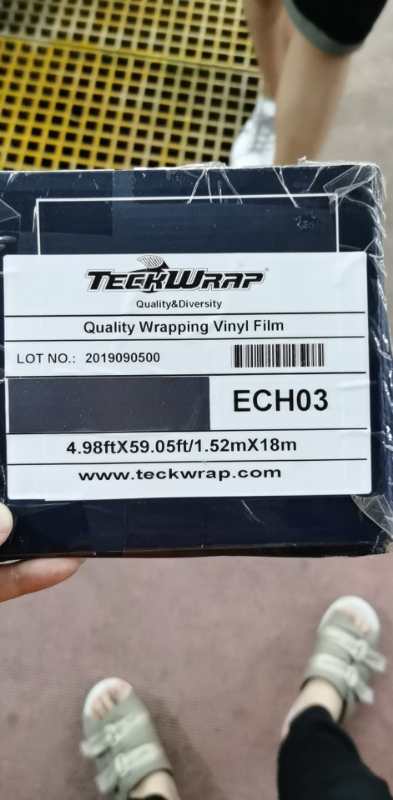 TECKWRAP
Quality&Diversity
Quality Wrapping Vinyl Film
LOT NO.: 2019090500
ECH03
4.98ftX59.05ft/1.52mX18m
www.teckwrap.com